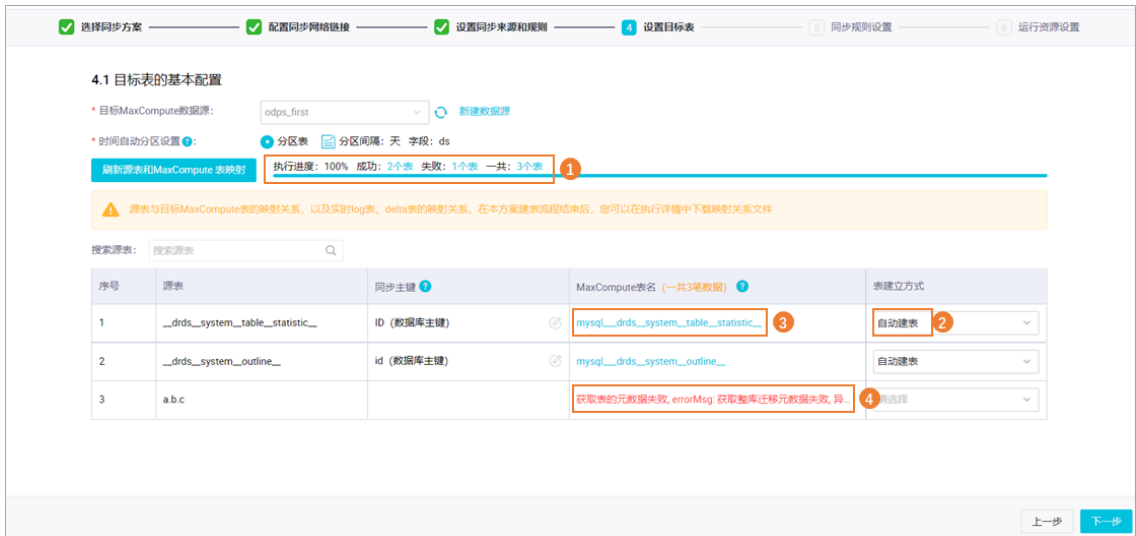 选择同步方案 配置同步网络链接 设置同步来源和规则 4 设置目标表 5 同步规则设置 6 运行资源设置
4.1 目标表的基本配置
* 目标MaxCompute数据源： odps_first 新建数据源
* 时间自动分区设置 ?： 分区表 分区间隔：天 字段：ds
刷新源表和MaxCompute 表映射 执行进度：100% 成功：2个表 失败：1个表 一共：3个表 1
源表与目标MaxCompute表的映射关系，以及实时log表、delta表的映射关系，在本方案建表流程结束后，您可以在执行详情中下载映射关系文件
搜索源表： 搜索源表
序号 源表 同步主键 ? MaxCompute表名 (一共3笔数据) ? 表建立方式
1 __drds__system__table__statistic__ ID (数据库主键) mysql___drds__system__table__statistic__ 3 自动建表 2
2 __drds__system__outline__ id (数据库主键) mysql___drds__system__outline__ 自动建表
3 a.b.c 获取表的元数据失败, errorMsg: 获取整库迁移元数据失败, 异... 4 请选择
上一步 下一步